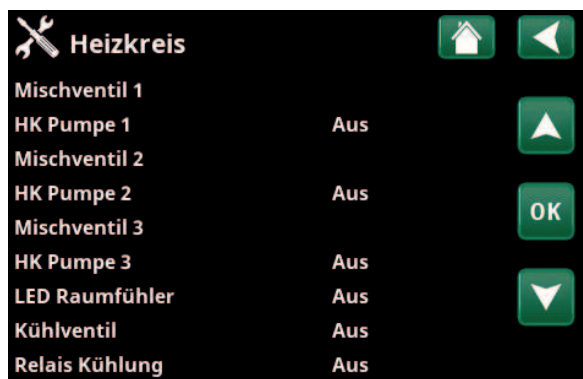 Heizkreis
Mischventil 1
HK Pumpe 1 Aus
Mischventil 2
HK Pumpe 2 Aus
Mischventil 3
OK
HK Pumpe 3 Aus
LED Raumfühler Aus
Kühlventil Aus
Relais Kühlung Aus